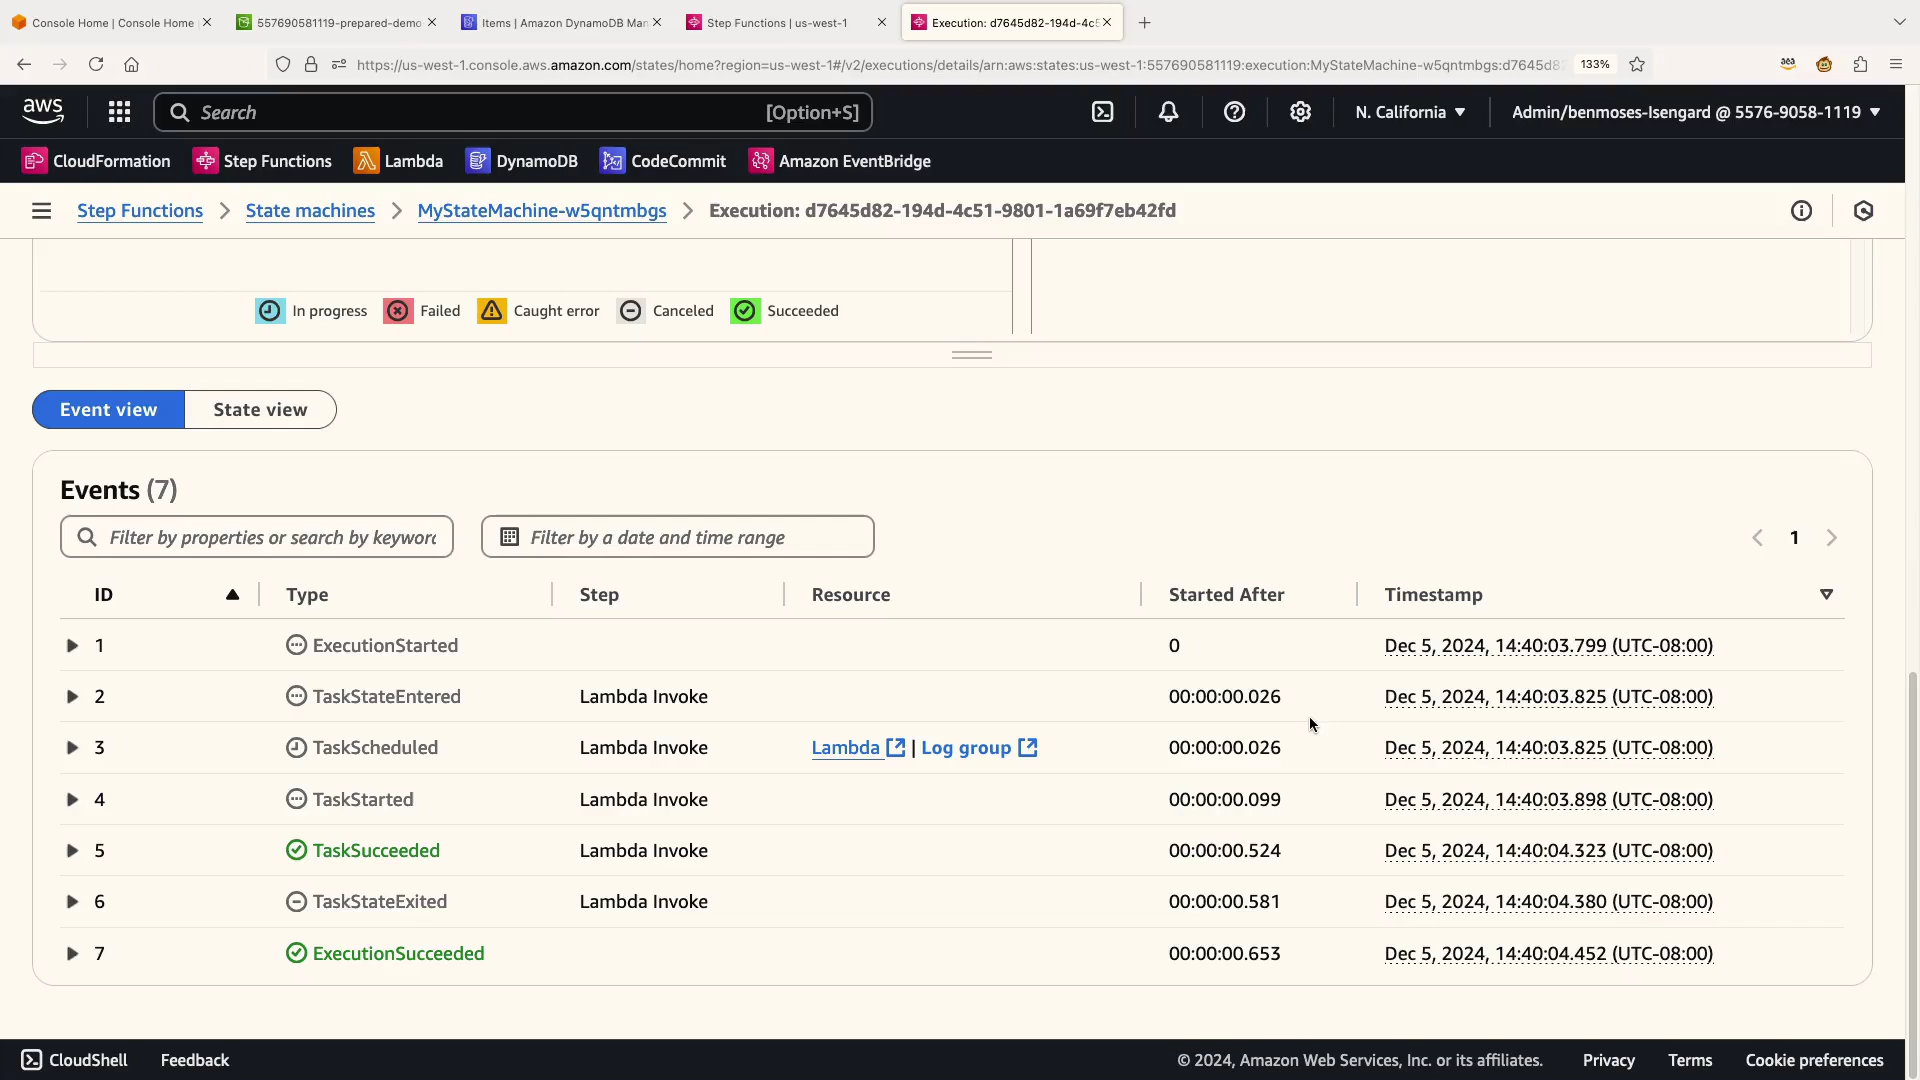 Console Home | Console Home
557690581119-prepared-demo
Items | Amazon DynamoDB Man
Step Functions | us-west-1
Execution: d7645d82-194d-4c5
https://us-west-1.console.aws.amazon.com/states/home?region=us-west-1#/v2/executions/details/arn:aws:states:us-west-1:557690581119:execution:MyStateMachine-w5qntmbgs:d7645d82
133%
aws
Search
[Option+S]
N. California
Admin/benmoses-Isengard @ 5576-9058-1119
CloudFormation
Step Functions
Lambda
DynamoDB
CodeCommit
Amazon EventBridge
Step Functions
State machines
MyStateMachine-w5qntmbgs
Execution: d7645d82-194d-4c51-9801-1a69f7eb42fd
In progress
Failed
Caught error
Canceled
Succeeded
Event view
State view
Events (7)
Filter by properties or search by keyword
Filter by a date and time range
1
ID Type Step Resource Started After Timestamp
1 ExecutionStarted 0 Dec 5, 2024, 14:40:03.799 (UTC-08:00)
2 TaskStateEntered Lambda Invoke 00:00:00.026 Dec 5, 2024, 14:40:03.825 (UTC-08:00)
3 TaskScheduled Lambda Invoke Lambda | Log group 00:00:00.026 Dec 5, 2024, 14:40:03.825 (UTC-08:00)
4 TaskStarted Lambda Invoke 00:00:00.099 Dec 5, 2024, 14:40:03.898 (UTC-08:00)
5 TaskSucceeded Lambda Invoke 00:00:00.524 Dec 5, 2024, 14:40:04.323 (UTC-08:00)
6 TaskStateExited Lambda Invoke 00:00:00.581 Dec 5, 2024, 14:40:04.380 (UTC-08:00)
7 ExecutionSucceeded 00:00:00.653 Dec 5, 2024, 14:40:04.452 (UTC-08:00)
CloudShell
Feedback
© 2024, Amazon Web Services, Inc. or its affiliates.
Privacy
Terms
Cookie preferences